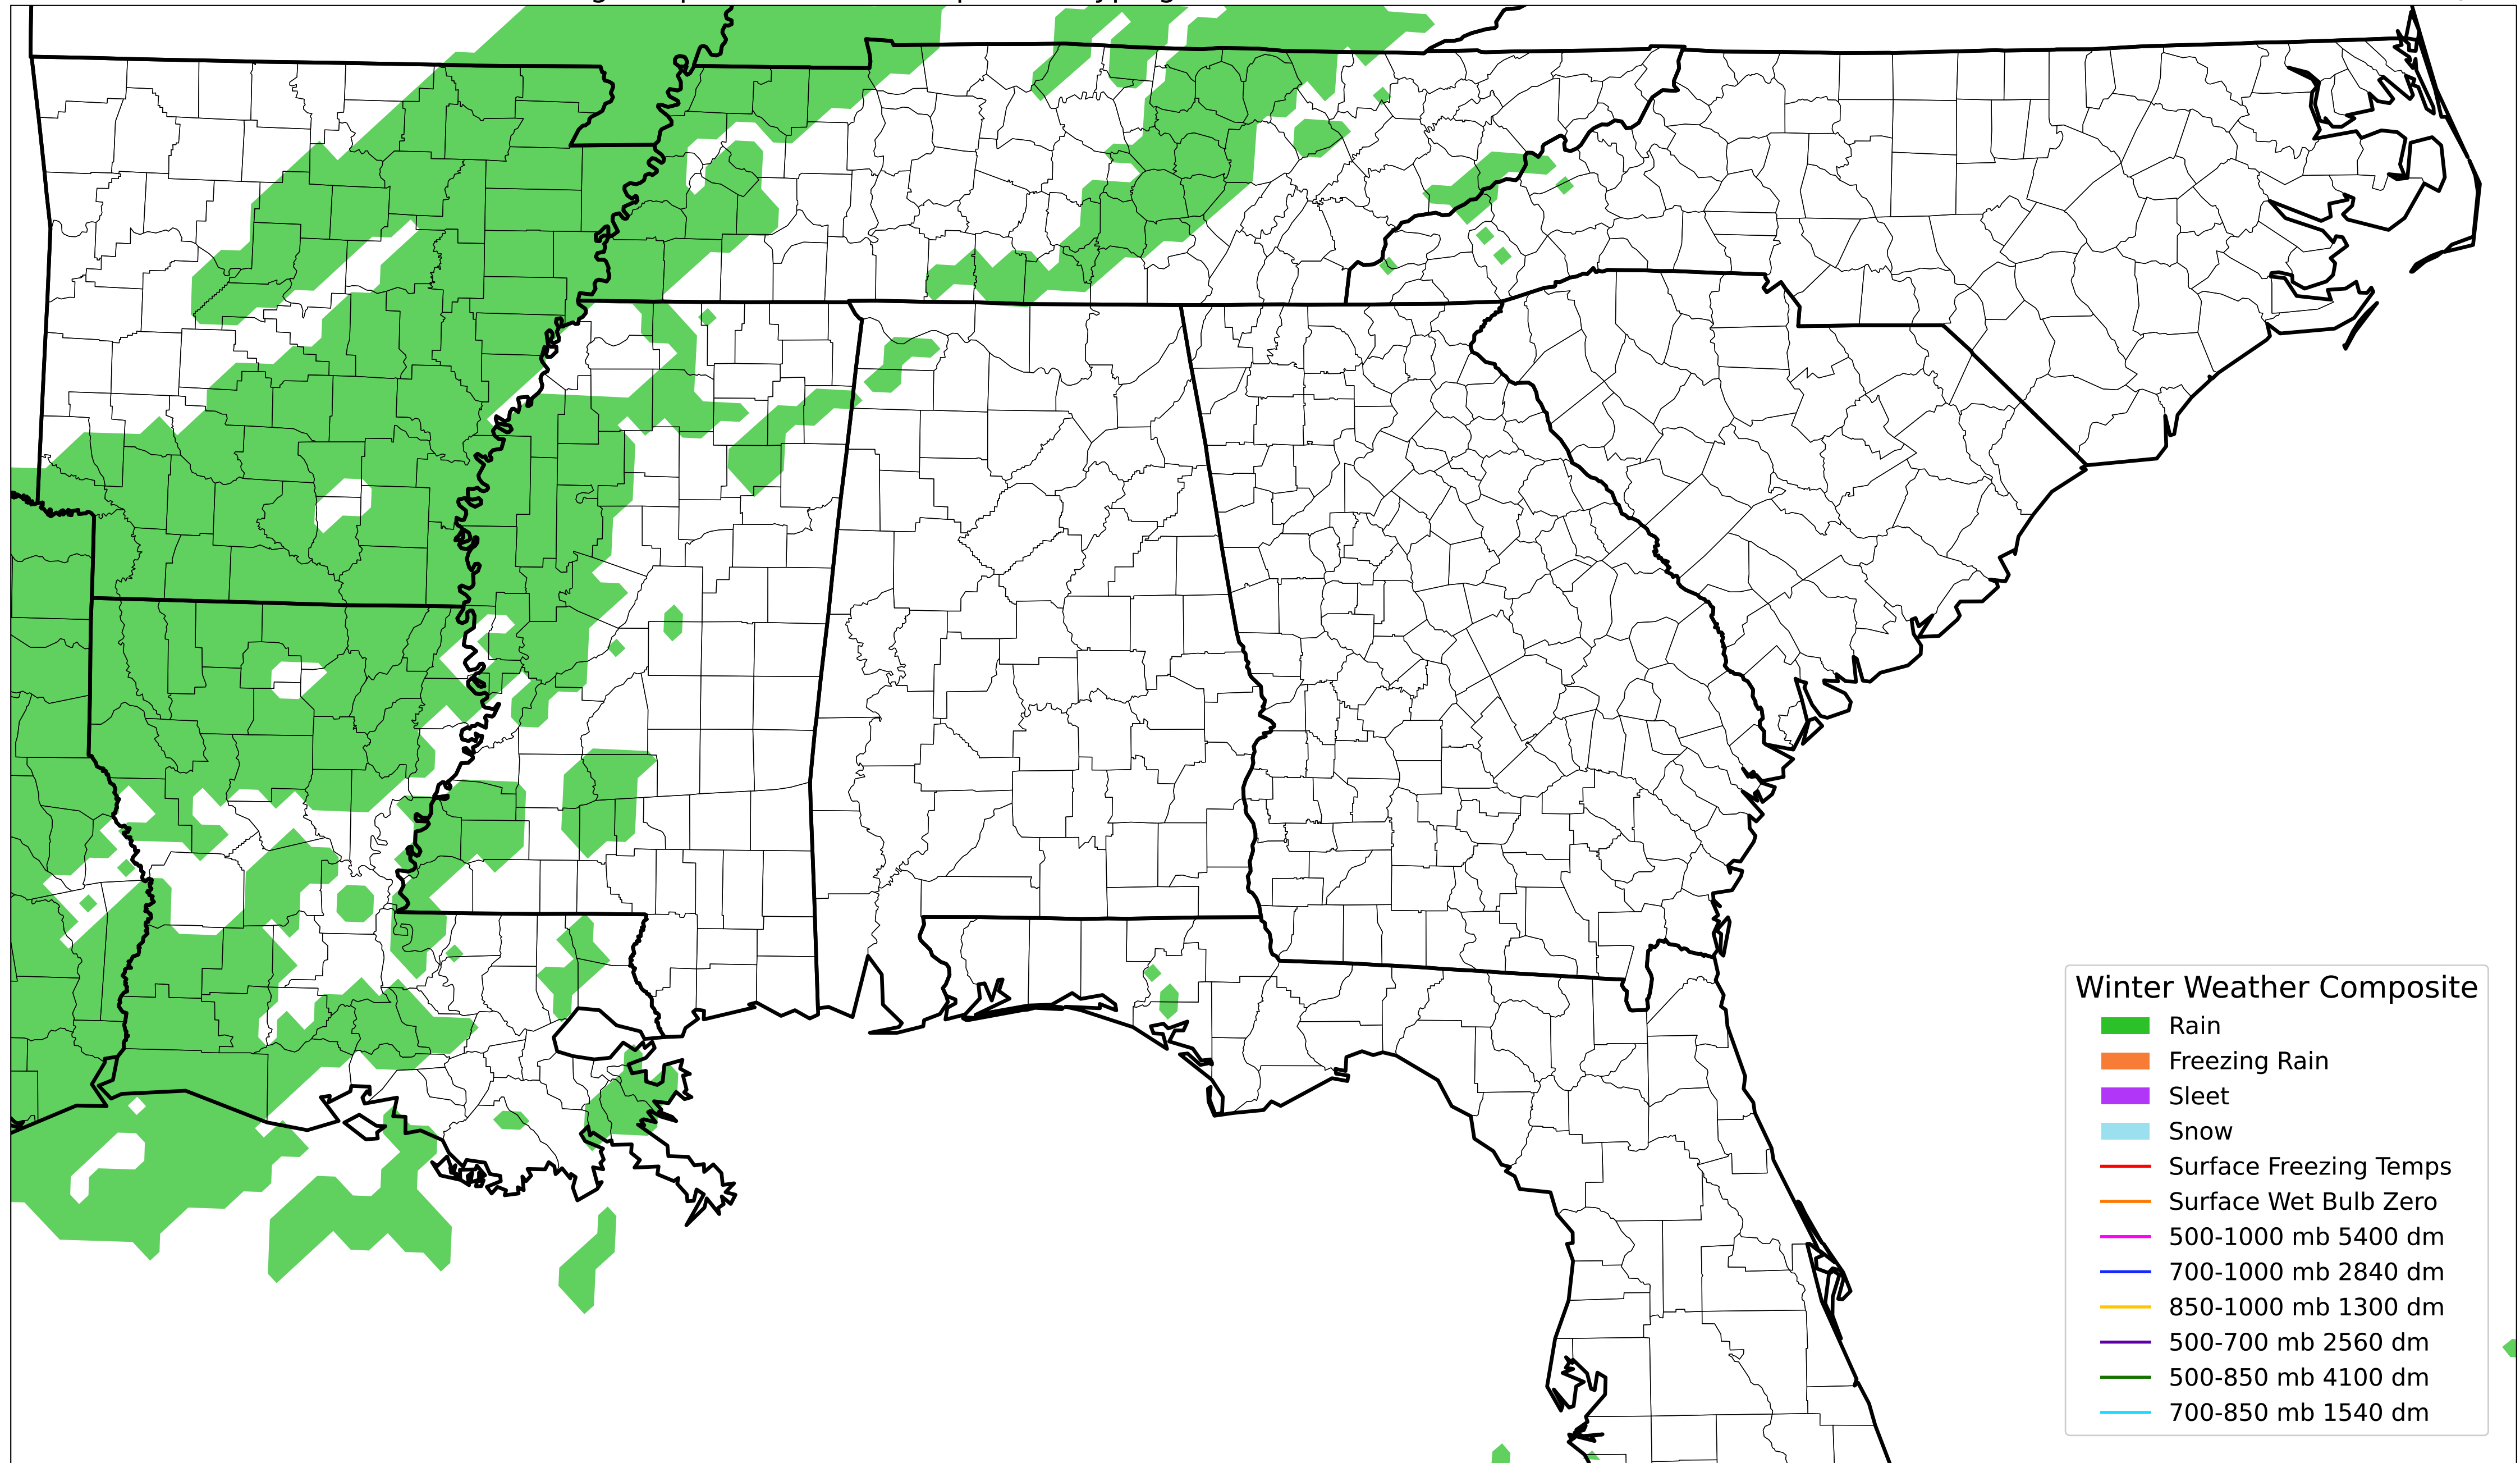 Winter Weather Composite
Rain
Freezing Rain
Sleet
Snow
Surface Freezing Temps
Surface Wet Bulb Zero
500-1000 mb 5400 dm
700-1000 mb 2840 dm
850-1000 mb 1300 dm
500-700 mb 2560 dm
500-850 mb 4100 dm
700-850 mb 1540 dm